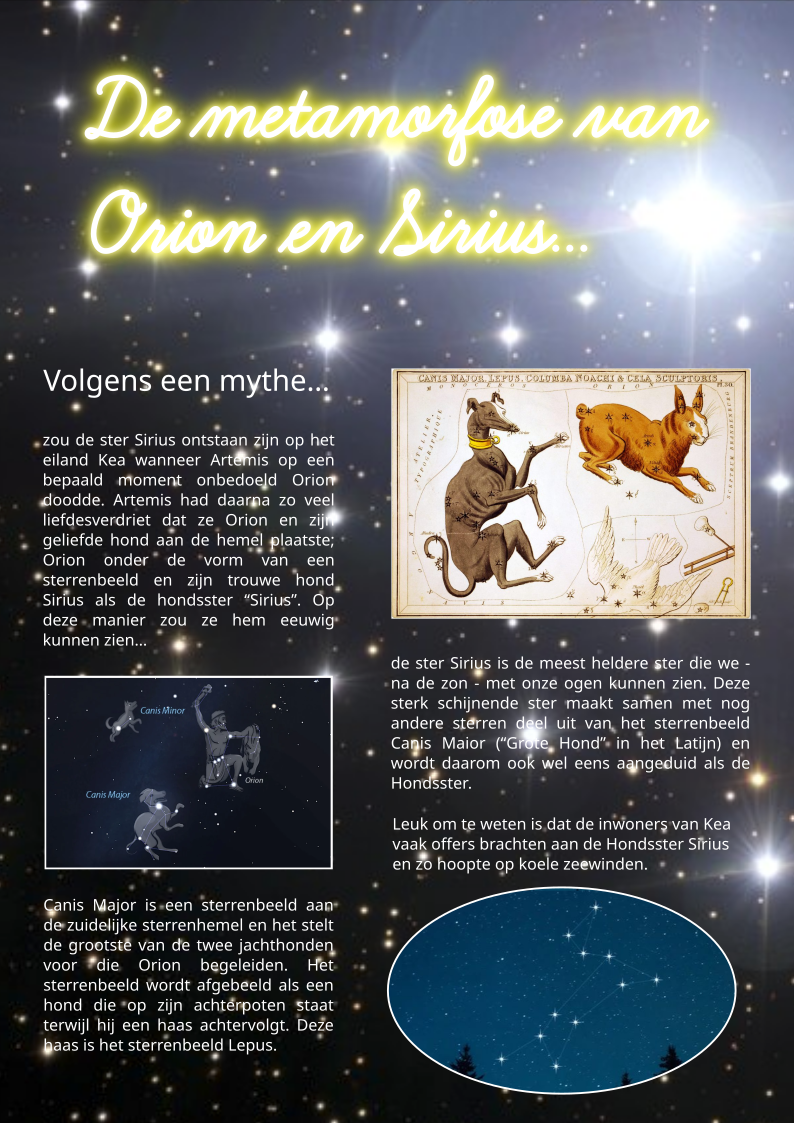 De metamorfose van
Orion en Sirius...
Volgens een mythe...
zou de ster Sirius ontstaan zijn op het
eiland Kea wanneer Artemis op een
bepaald moment onbedoeld Orion
doodde. Artemis had daarna zo veel
liefdesverdriet dat ze Orion en zijn
geliefde hond aan de hemel plaatste;
Orion onder de vorm van een
sterrenbeeld en zijn trouwe hond
Sirius als de hondsster “Sirius”. Op
deze manier zou ze hem eeuwig
kunnen zien...
Canis Minor
Orion
Canis Major
Canis Major is een sterrenbeeld aan
de zuidelijke sterrenhemel en het stelt
de grootste van de twee jachthonden
voor die Orion begeleiden. Het
sterrenbeeld wordt afgebeeld als een
hond die op zijn achterpoten staat
terwijl hij een haas achtervolgt. Deze
haas is het sterrenbeeld Lepus.
CANIS MAJOR, LEPUS, COLUMBA NOACHI & CELA SCULPTORIS
MONOCEROS
ORION
ATELIER
TYPOGRAPHIQUE
SCEPTRUM BRANDENBURG
ARGO
NAVIS
de ster Sirius is de meest heldere ster die we -
na de zon - met onze ogen kunnen zien. Deze
sterk schijnende ster maakt samen met nog
andere sterren deel uit van het sterrenbeeld
Canis Maior (“Grote Hond” in het Latijn) en
wordt daarom ook wel eens aangeduid als de
Hondsster.
Leuk om te weten is dat de inwoners van Kea
vaak offers brachten aan de Hondsster Sirius
en zo hoopte op koele zeewinden.